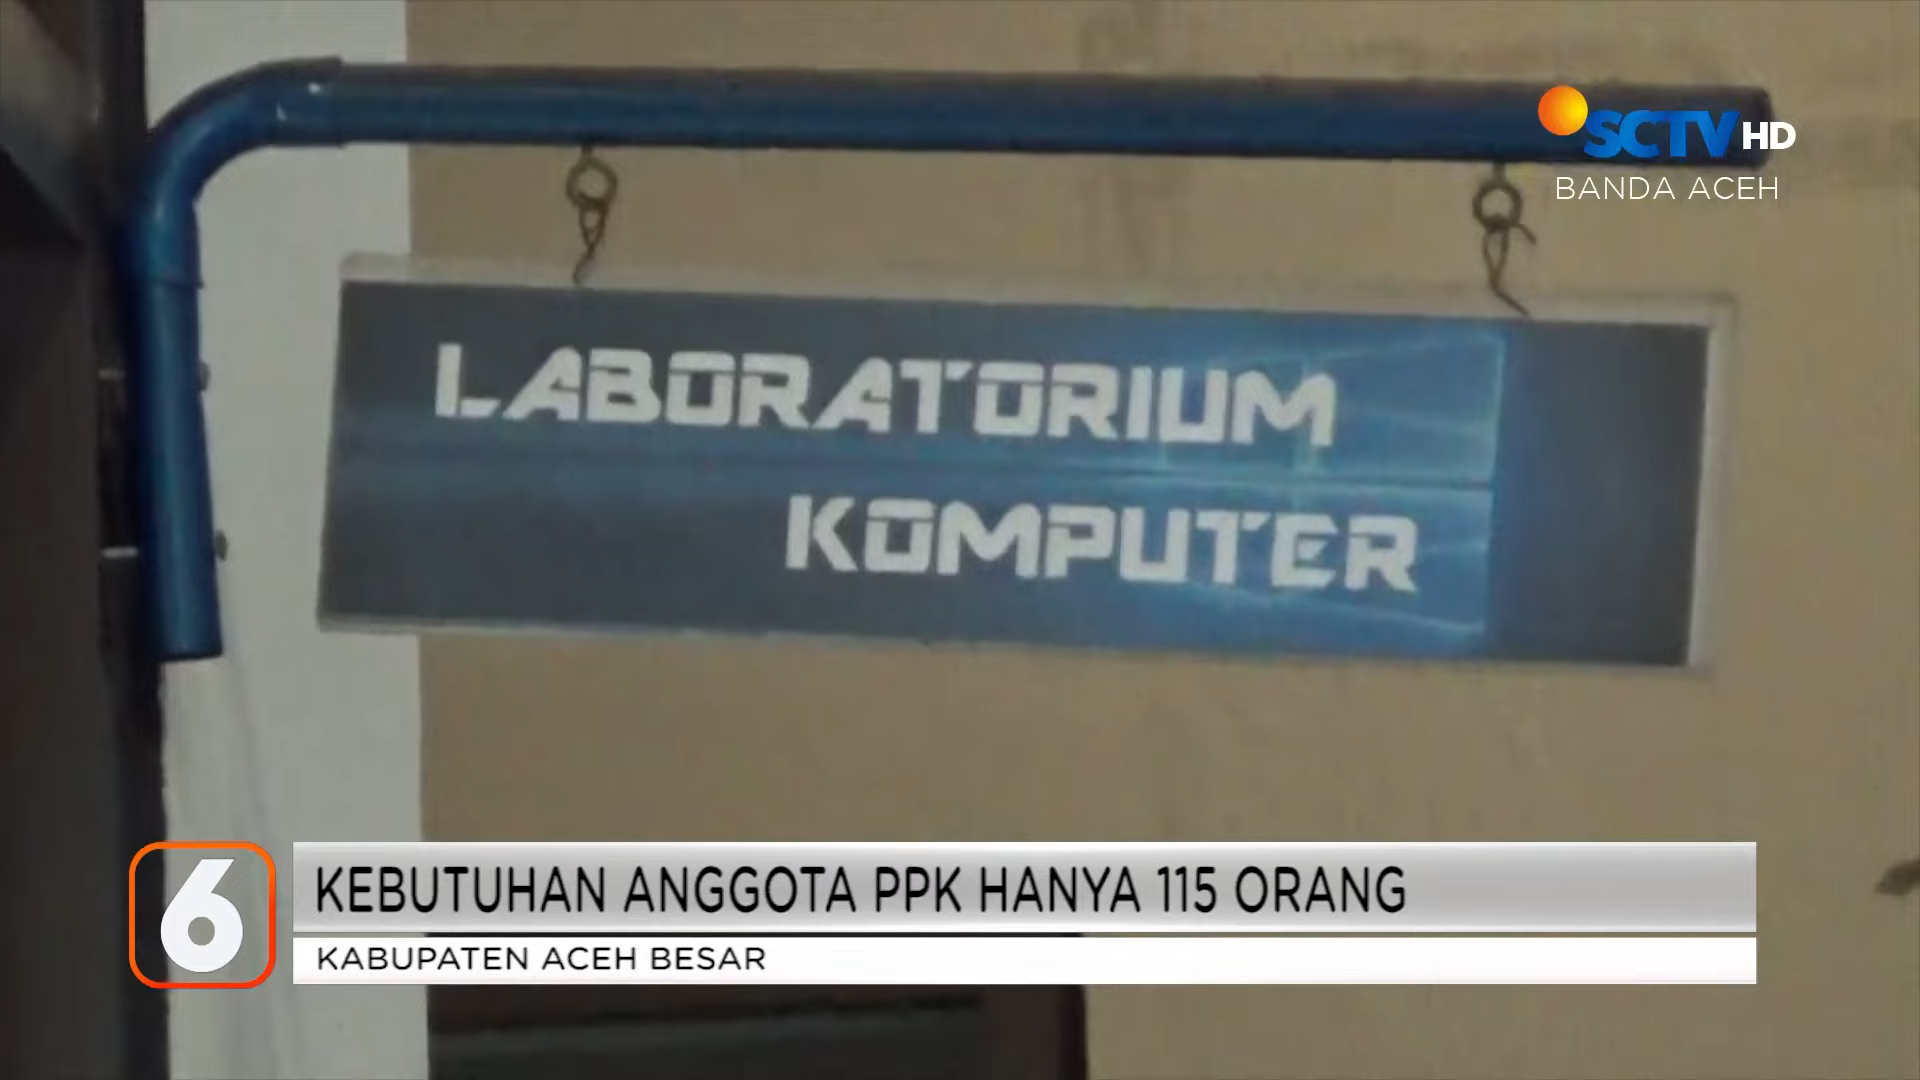 SCTV HD
BANDA ACEH
LABORATORIUM
KOMPUTER
6
KEBUTUHAN ANGGOTA PPK HANYA 115 ORANG
KABUPATEN ACEH BESAR